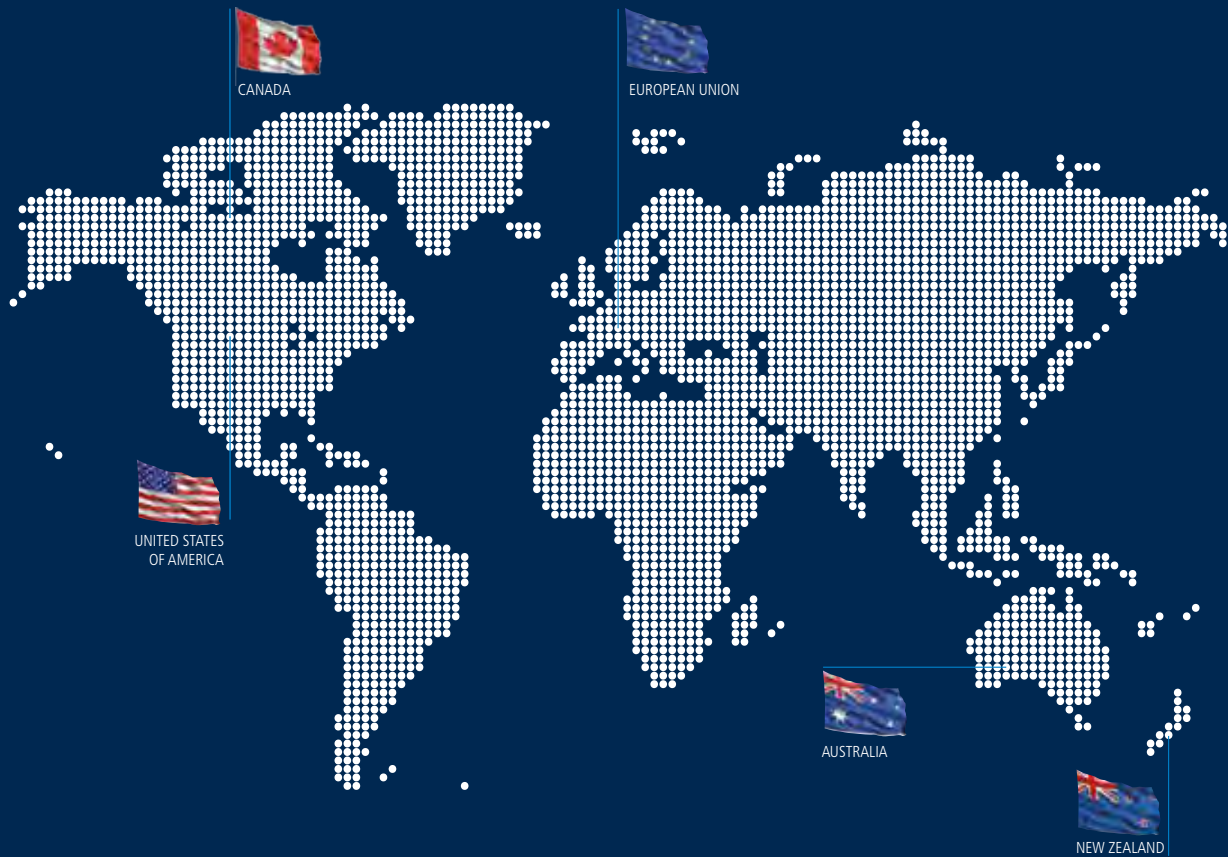 CANADA
EUROPEAN UNION
UNITED STATES
OF AMERICA
AUSTRALIA
NEW ZEALAND